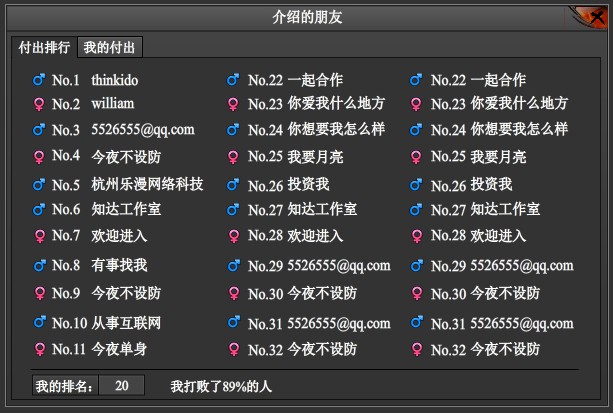 介绍的朋友
付出排行 我的付出
No.1 thinkido No.22 一起合作 No.22 一起合作
No.2 william No.23 你爱我什么地方 No.23 你爱我什么地方
No.3 5526555@qq.com No.24 你想要我怎么样 No.24 你想要我怎么样
No.4 今夜不设防 No.25 我要月亮 No.25 我要月亮
No.5 杭州乐漫网络科技 No.26 投资我 No.26 投资我
No.6 知达工作室 No.27 知达工作室 No.27 知达工作室
No.7 欢迎进入 No.28 欢迎进入 No.28 欢迎进入
No.8 有事找我 No.29 5526555@qq.com No.29 5526555@qq.com
No.9 今夜不设防 No.30 今夜不设防 No.30 今夜不设防
No.10 从事互联网 No.31 5526555@qq.com No.31 5526555@qq.com
No.11 今夜单身 No.32 今夜不设防 No.32 今夜不设防
我的排名： 20 我打败了89%的人